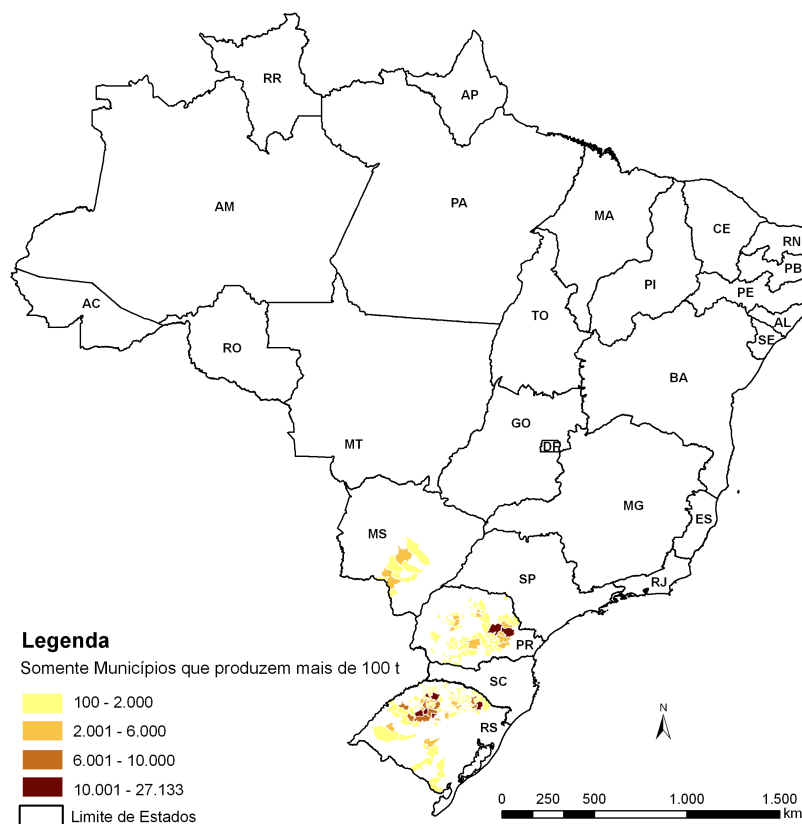 RR
AP
AM
PA
MA
CE
RN
PB
PE
PI
AL
SE
AC
TO
RO
BA
GO
DF
MT
MG
ES
MS
SP
RJ
PR
SC
RS
N
Legenda
Somente Municípios que produzem mais de 100 t
100 - 2.000
2.001 - 6.000
6.001 - 10.000
10.001 - 27.133
Limite de Estados
0 250 500 1.000 1.500
km